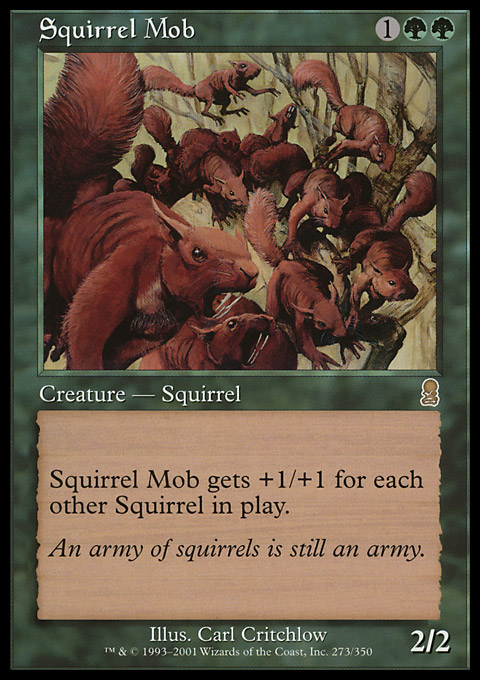 Squirrel Mob 1
Creature — Squirrel
Squirrel Mob gets +1/+1 for each
other Squirrel in play.
An army of squirrels is still an army.
Illus. Carl Critchlow
™ & © 1993–2001 Wizards of the Coast, Inc. 273/350
2/2